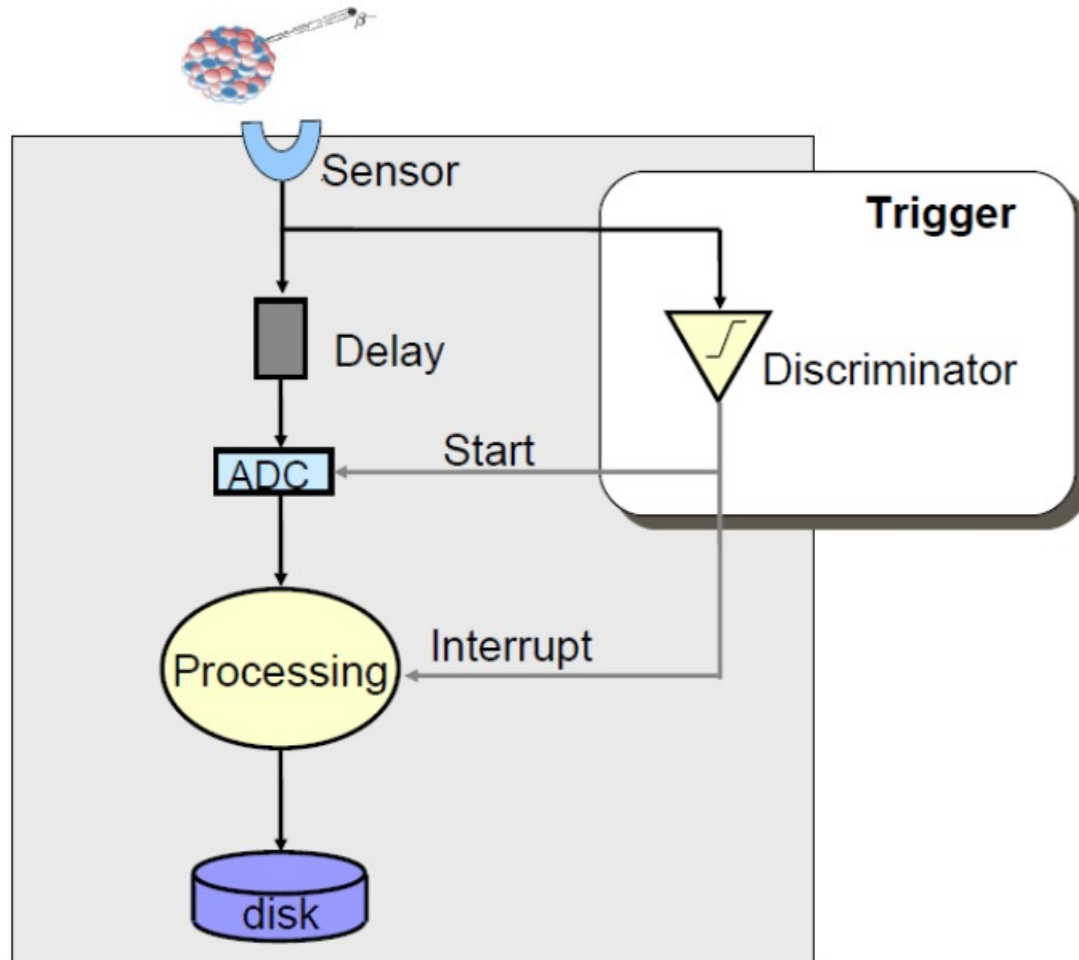 Sensor
Trigger
Delay
Discriminator
Start
ADC
Interrupt
Processing
disk